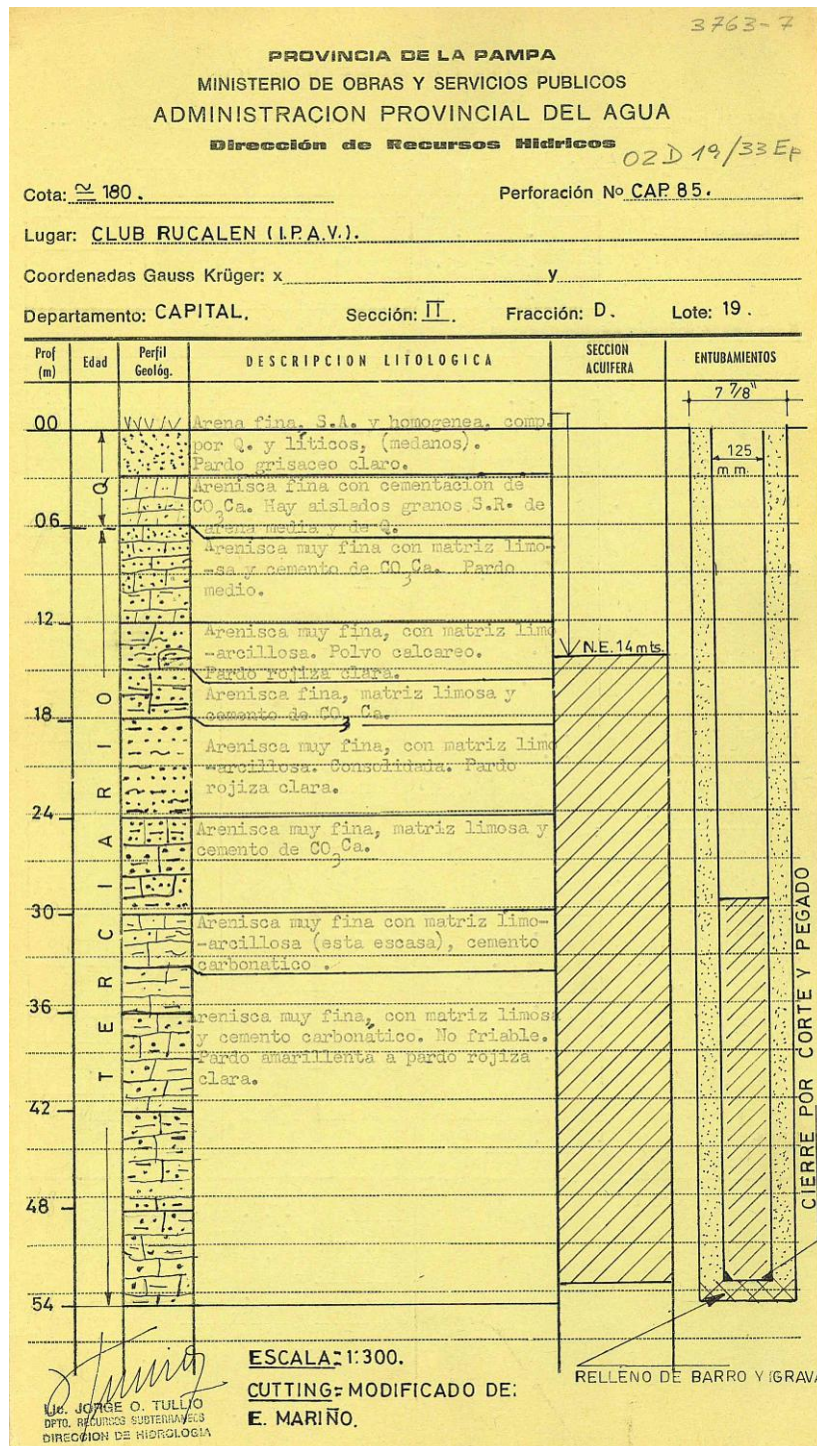 3763-7
PROVINCIA DE LA PAMPA
MINISTERIO DE OBRAS Y SERVICIOS PUBLICOS
ADMINISTRACION PROVINCIAL DEL AGUA
Dirección de Recursos Hídricos
02D 19/33 Ep
Cota: ≃ 180. Perforación Nº CAP. 85.
Lugar: CLUB RUCALEN (I.P.A.V.).
Coordenadas Gauss Krüger: x y
Departamento: CAPITAL. Sección: II. Fracción: D. Lote: 19.
Prof (m) Edad Perfil Geológ. DESCRIPCION LITOLOGICA SECCION ACUIFERA ENTUBAMIENTOS
7 7/8"
00
Arena fina, S.A. y homogenea, comp.
por Q. y líticos, (medanos).
Pardo grisaceo claro.
125
m.m.
Q
Arenisca fina con cementación de
CO3Ca. Hay aislados granos S.R. de
arena media y de Q.
06
Arenisca muy fina con matriz limo-
-sa y cemento de CO3Ca. Pardo
medio.
12
Arenisca muy fina, con matriz limo
-arcillosa. Polvo calcareo.
Pardo rojiza clara.
N.E. 14 mts.
Arenisca fina, matriz limosa y
cemento de CO3 Ca.
18
Arenisca muy fina, con matriz limo
-arcillosa. Consolidada. Pardo
rojiza clara.
24
Arenisca muy fina, matriz limosa y
cemento de CO3Ca.
TERCIARIO
30
Arenisca muy fina con matriz limo-
-arcillosa (esta escasa), cemento
carbonatico .
36
Arenisca muy fina, con matriz limosa
y cemento carbonático. No friable.
Pardo amarillenta a pardo rojiza
clara.
42
48
54
CIERRE POR CORTE Y PEGADO
RELLENO DE BARRO Y GRAVA
ESCALA: 1:300.
CUTTING: MODIFICADO DE:
E. MARIÑO.
Lic. JORGE O. TULLIO
DPTO. RECURSOS SUBTERRANEOS
DIRECCION DE HIDROLOGIA